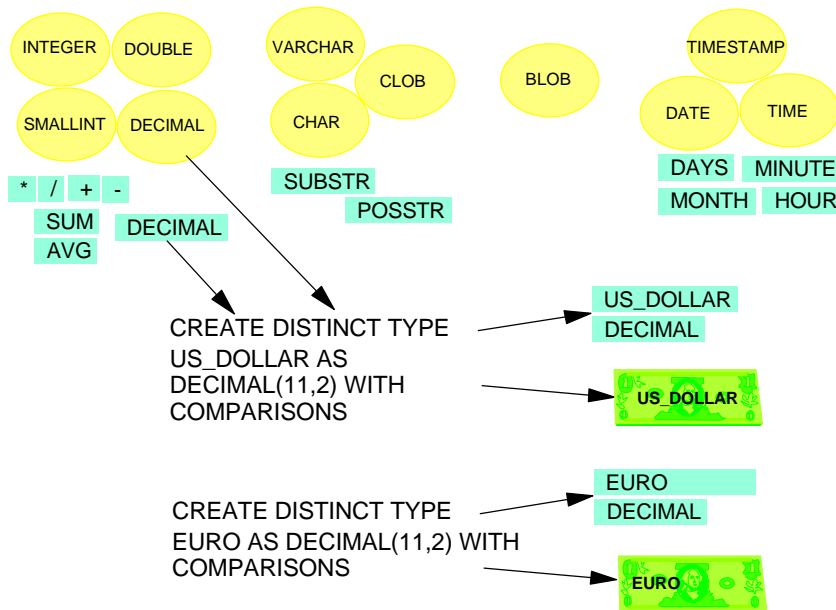 INTEGER DOUBLE VARCHAR CLOB BLOB TIMESTAMP
SMALLINT DECIMAL CHAR DATE TIME
* / + -
SUM
AVG
DECIMAL
SUBSTR
POSSTR
DAYS MINUTE
MONTH HOUR
CREATE DISTINCT TYPE
US_DOLLAR AS
DECIMAL(11,2) WITH
COMPARISONS
US_DOLLAR
DECIMAL
US_DOLLAR
CREATE DISTINCT TYPE
EURO AS DECIMAL(11,2) WITH
COMPARISONS
EURO
DECIMAL
EURO